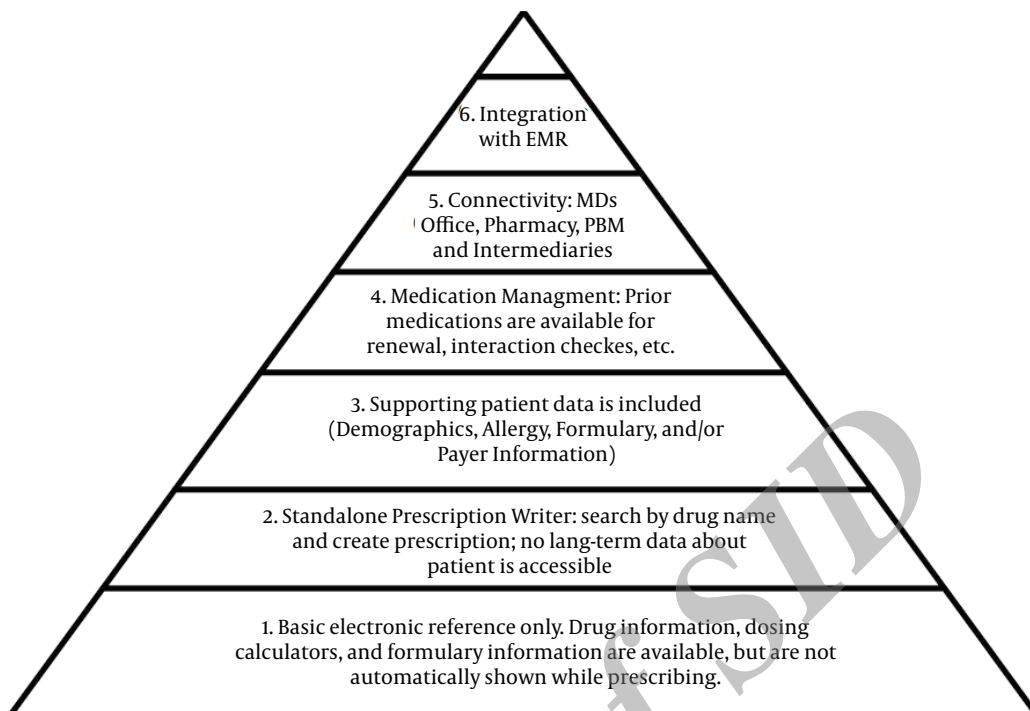 6. Integration
with EMR
5. Connectivity: MDs
Office, Pharmacy, PBM
and Intermediaries
4. Medication Managment: Prior
medications are available for
renewal, interaction checkes, etc.
3. Supporting patient data is included
(Demographics, Allergy, Formulary, and/or
Payer Information)
2. Standalone Prescription Writer: search by drug name
and create prescription; no lang-term data about
patient is accessible
1. Basic electronic reference only. Drug information, dosing
calculators, and formulary information are available, but are not
automatically shown while prescribing.
f SID